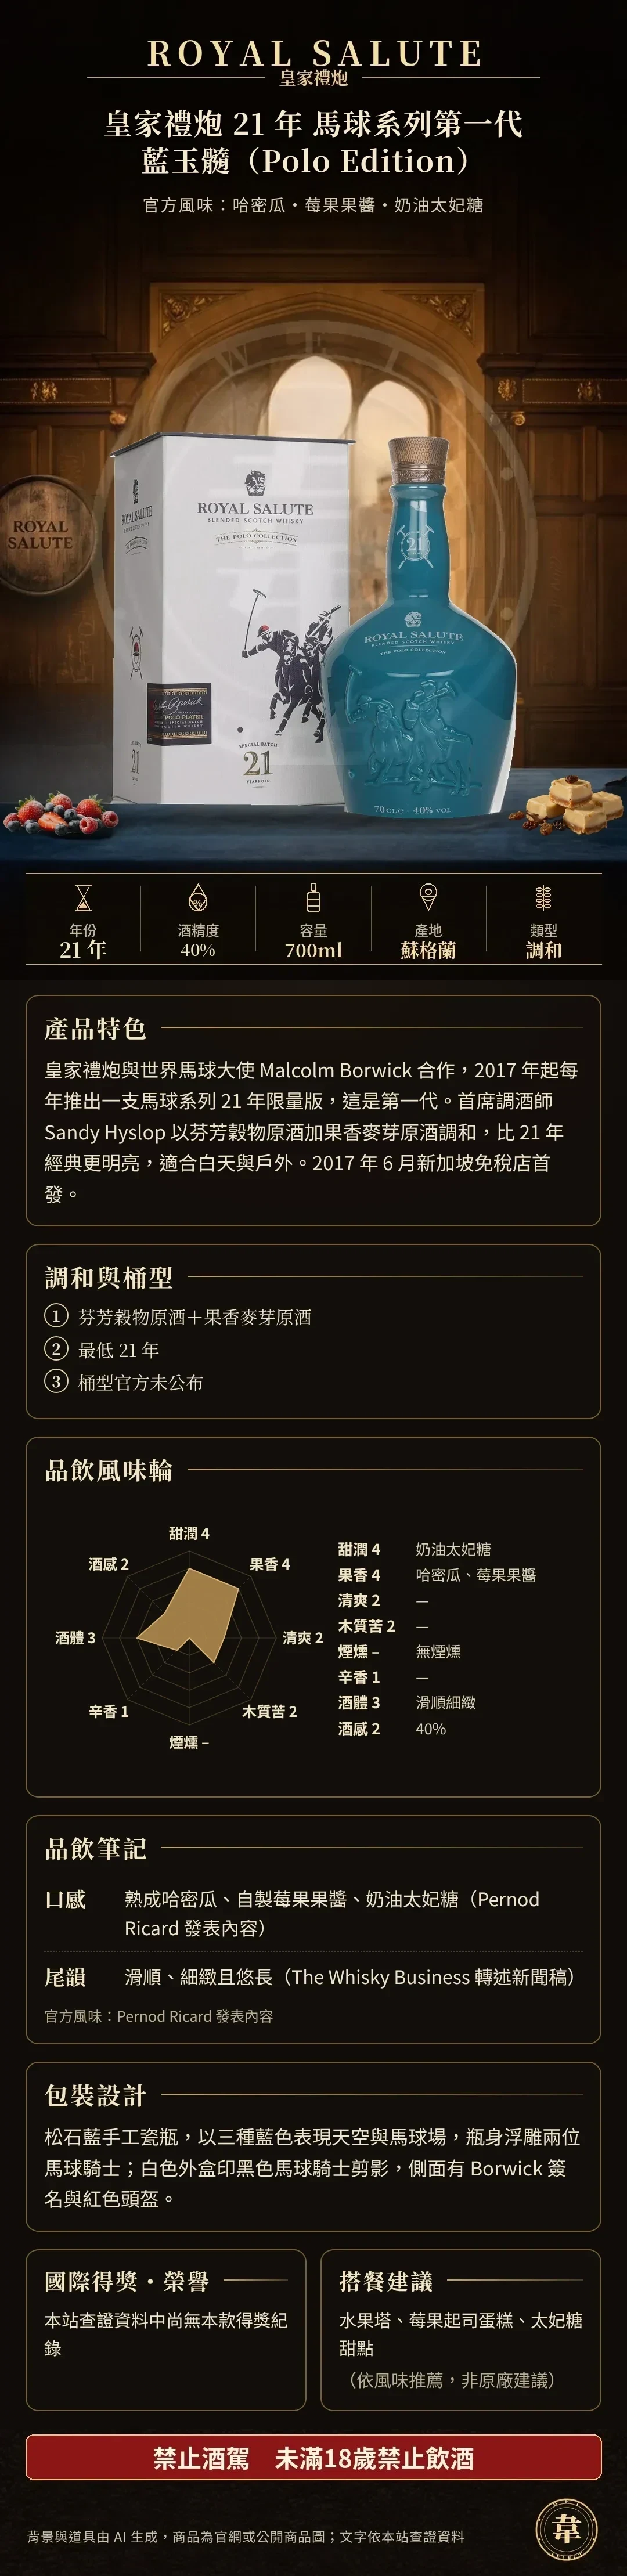 ROYAL SALUTE
皇家禮炮
皇家禮炮 21 年 馬球系列第一代
藍玉髓（Polo Edition）
官方風味：哈密瓜・莓果果醬・奶油太妃糖
ROYAL SALUTE
BLENDED SCOTCH WHISKY
THE POLO COLLECTION
ROYAL
SALUTE
21
ROYAL SALUTE
BLENDED SCOTCH WHISKY
THE POLO COLLECTION
POLO PLAYER
SPECIAL BATCH
21
YEARS OLD
21
70CLE · 40% VOL
年份
21 年
酒精度
40%
容量
700ml
產地
蘇格蘭
類型
調和
產品特色
皇家禮炮與世界馬球大使 Malcolm Borwick 合作，2017 年起每
年推出一支馬球系列 21 年限量版，這是第一代。首席調酒師
Sandy Hyslop 以芬芳穀物原酒加果香麥芽原酒調和，比 21 年
經典更明亮，適合白天與戶外。2017 年 6 月新加坡免稅店首
發。
調和與桶型
1 芬芳穀物原酒＋果香麥芽原酒
2 最低 21 年
3 桶型官方未公布
品飲風味輪
甜潤 4
果香 4
清爽 2
木質苦 2
煙燻 –
辛香 1
酒體 3
酒感 2
甜潤 4 奶油太妃糖
果香 4 哈密瓜、莓果果醬
清爽 2 —
木質苦 2 —
煙燻 – 無煙燻
辛香 1 —
酒體 3 滑順細緻
酒感 2 40%
品飲筆記
口感 熟成哈密瓜、自製莓果果醬、奶油太妃糖（Pernod
Ricard 發表內容）
尾韻 滑順、細緻且悠長（The Whisky Business 轉述新聞稿）
官方風味：Pernod Ricard 發表內容
包裝設計
松石藍手工瓷瓶，以三種藍色表現天空與馬球場，瓶身浮雕兩位
馬球騎士；白色外盒印黑色馬球騎士剪影，側面有 Borwick 簽
名與紅色頭盔。
國際得獎・榮譽
本站查證資料中尚無本款得獎紀
錄
搭餐建議
水果塔、莓果起司蛋糕、太妃糖
甜點
（依風味推薦，非原廠建議）
禁止酒駕　未滿18歲禁止飲酒
背景與道具由 AI 生成，商品為官網或公開商品圖；文字依本站查證資料
韋